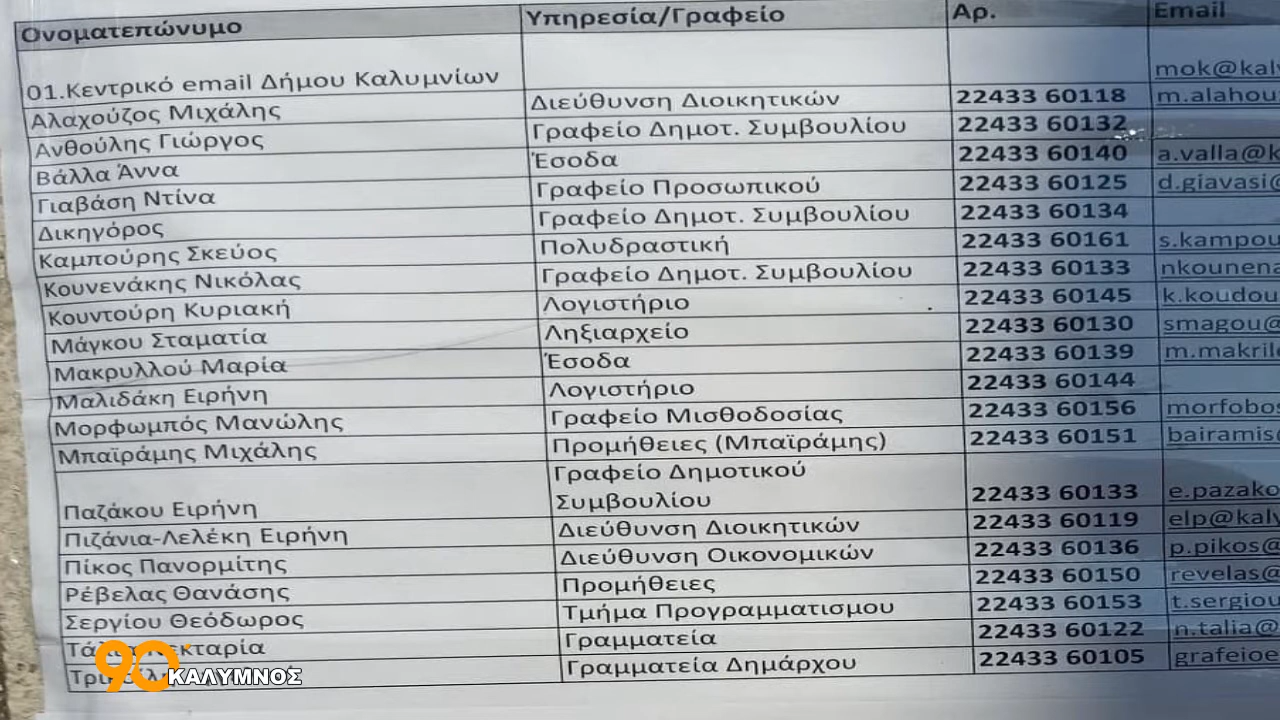 Ονοματεπώνυμο Υπηρεσία/Γραφείο Αρ. Email
01.Κεντρικό email Δήμου Καλυμνίων mok@kaly
Αλαχούζος Μιχάλης Διεύθυνση Διοικητικών 22433 60118 m.alahou
Ανθούλης Γιώργος Γραφείο Δημοτ. Συμβουλίου 22433 60132
Βάλλα Άννα Έσοδα 22433 60140 a.valla@k
Γιαβάση Ντίνα Γραφείο Προσωπικού 22433 60125 d.giavasi@
Δικηγόρος Γραφείο Δημοτ. Συμβουλίου 22433 60134
Καμπούρης Σκεύος Πολυδραστική 22433 60161 s.kampou
Κουνενάκης Νικόλας Γραφείο Δημοτ. Συμβουλίου 22433 60133 nkounena
Κουντούρη Κυριακή Λογιστήριο 22433 60145 k.koudou
Μάγκου Σταματία Ληξιαρχείο 22433 60130 smagou@
Μακρυλλού Μαρία Έσοδα 22433 60139 m.makril
Μαλιδάκη Ειρήνη Λογιστήριο 22433 60144
Μορφωμπός Μανώλης Γραφείο Μισθοδοσίας 22433 60156 morfobo
Μπαϊράμης Μιχάλης Προμήθειες (Μπαϊράμης) 22433 60151 bairamis
Γραφείο Δημοτικού
Παζάκου Ειρήνη Συμβουλίου 22433 60133 e.pazako
Πιζάνια-Λελέκη Ειρήνη Διεύθυνση Διοικητικών 22433 60119 elp@kaly
Πίκος Πανορμίτης Διεύθυνση Οικονομικών 22433 60136 p.pikos@
Ρέβελας Θανάσης Προμήθειες 22433 60150 revelas@
Σεργίου Θεόδωρος Τμήμα Προγραμματισμου 22433 60153 t.sergiou
Γραμματεία 22433 60122 n.talia@
Γραμματεία Δημάρχου 22433 60105 grafeioe
90 ΚΑΛΥΜΝΟΣ